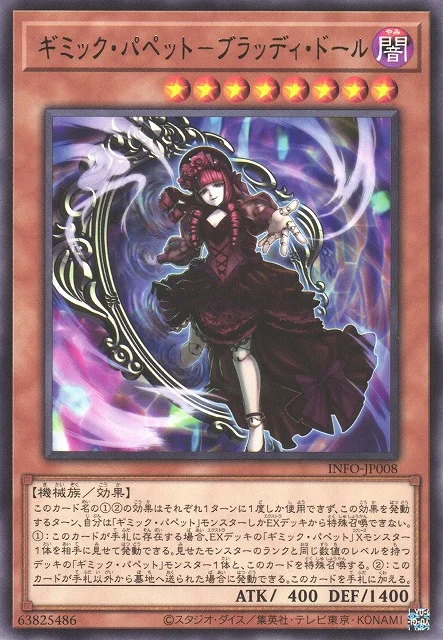 ギミック・パペット－ブラッディ・ドール
闇
INFO-JP008
【機械族／効果】
このカード名の①②の効果はそれぞれ1ターンに1度しか使用できず、この効果を発動
するターン、自分は「ギミック・パペット」モンスターしかEXデッキから特殊召喚できない。
①：このカードが手札に存在する場合、EXデッキの「ギミック・パペット」Xモンス
ター1体を相手に見せて発動できる。見せたモンスターのランクと同じ数値のレベルを持つ
デッキの「ギミック・パペット」モンスター1体と、このカードを特殊召喚する。②：こ
のカードが手札以外から墓地へ送られた場合に発動できる。このカードを手札に加える。
ATK/ 400 DEF/1400
63825486
©スタジオ・ダイス／集英社・テレビ東京・KONAMI